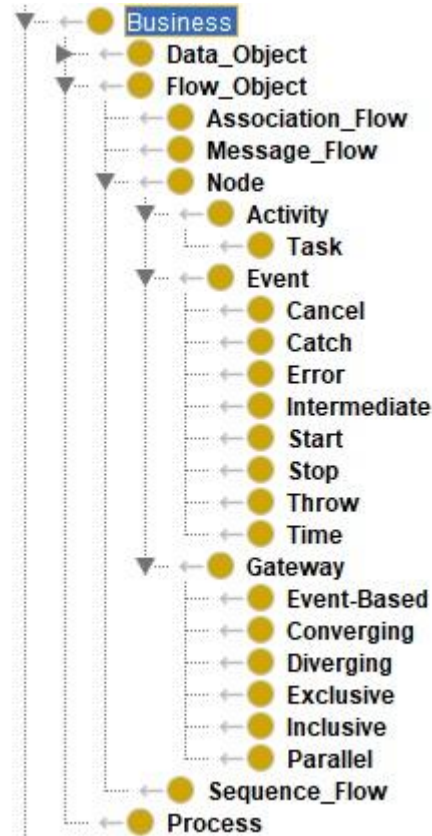 Business
Data_Object
Flow_Object
Association_Flow
Message_Flow
Node
Activity
Task
Event
Cancel
Catch
Error
Intermediate
Start
Stop
Throw
Time
Gateway
Event-Based
Converging
Diverging
Exclusive
Inclusive
Parallel
Sequence_Flow
Process